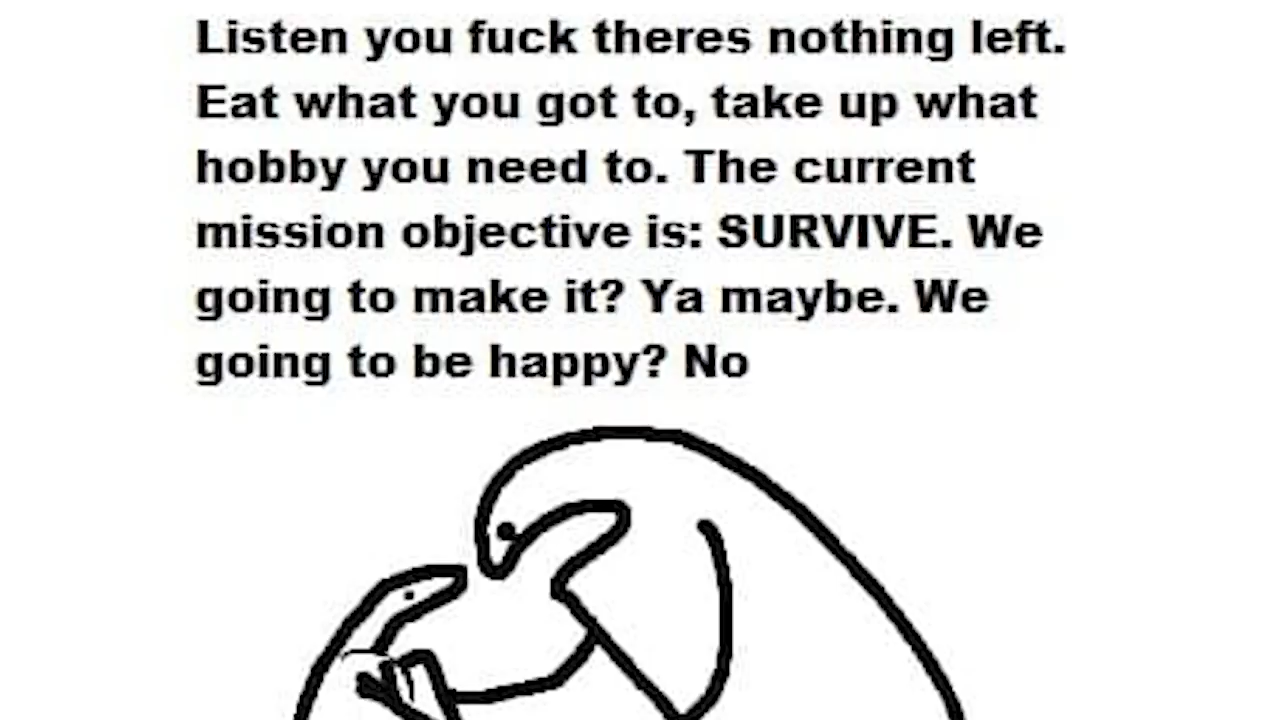 Listen you fuck theres nothing left.
Eat what you got to, take up what
hobby you need to. The current
mission objective is: SURVIVE. We
going to make it? Ya maybe. We
going to be happy? No